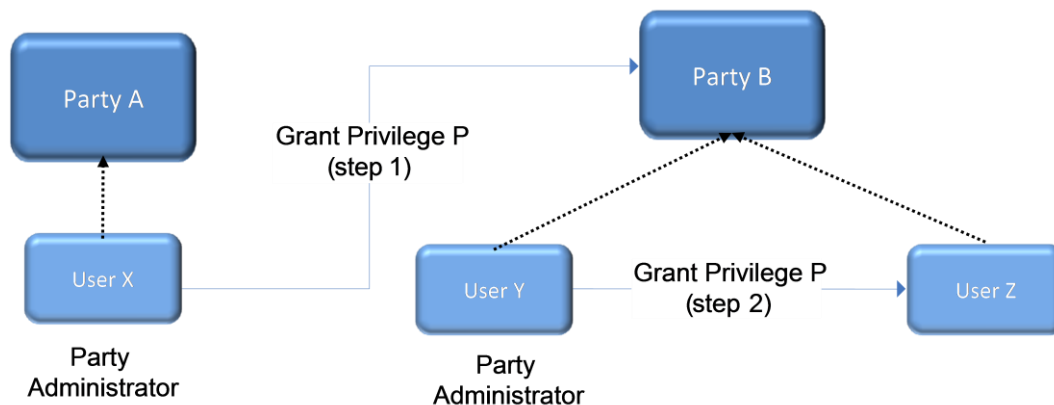 Party A
Party B
Grant Privilege P
(step 1)
User X
User Y
Grant Privilege P
(step 2)
User Z
Party
Administrator
Party
Administrator